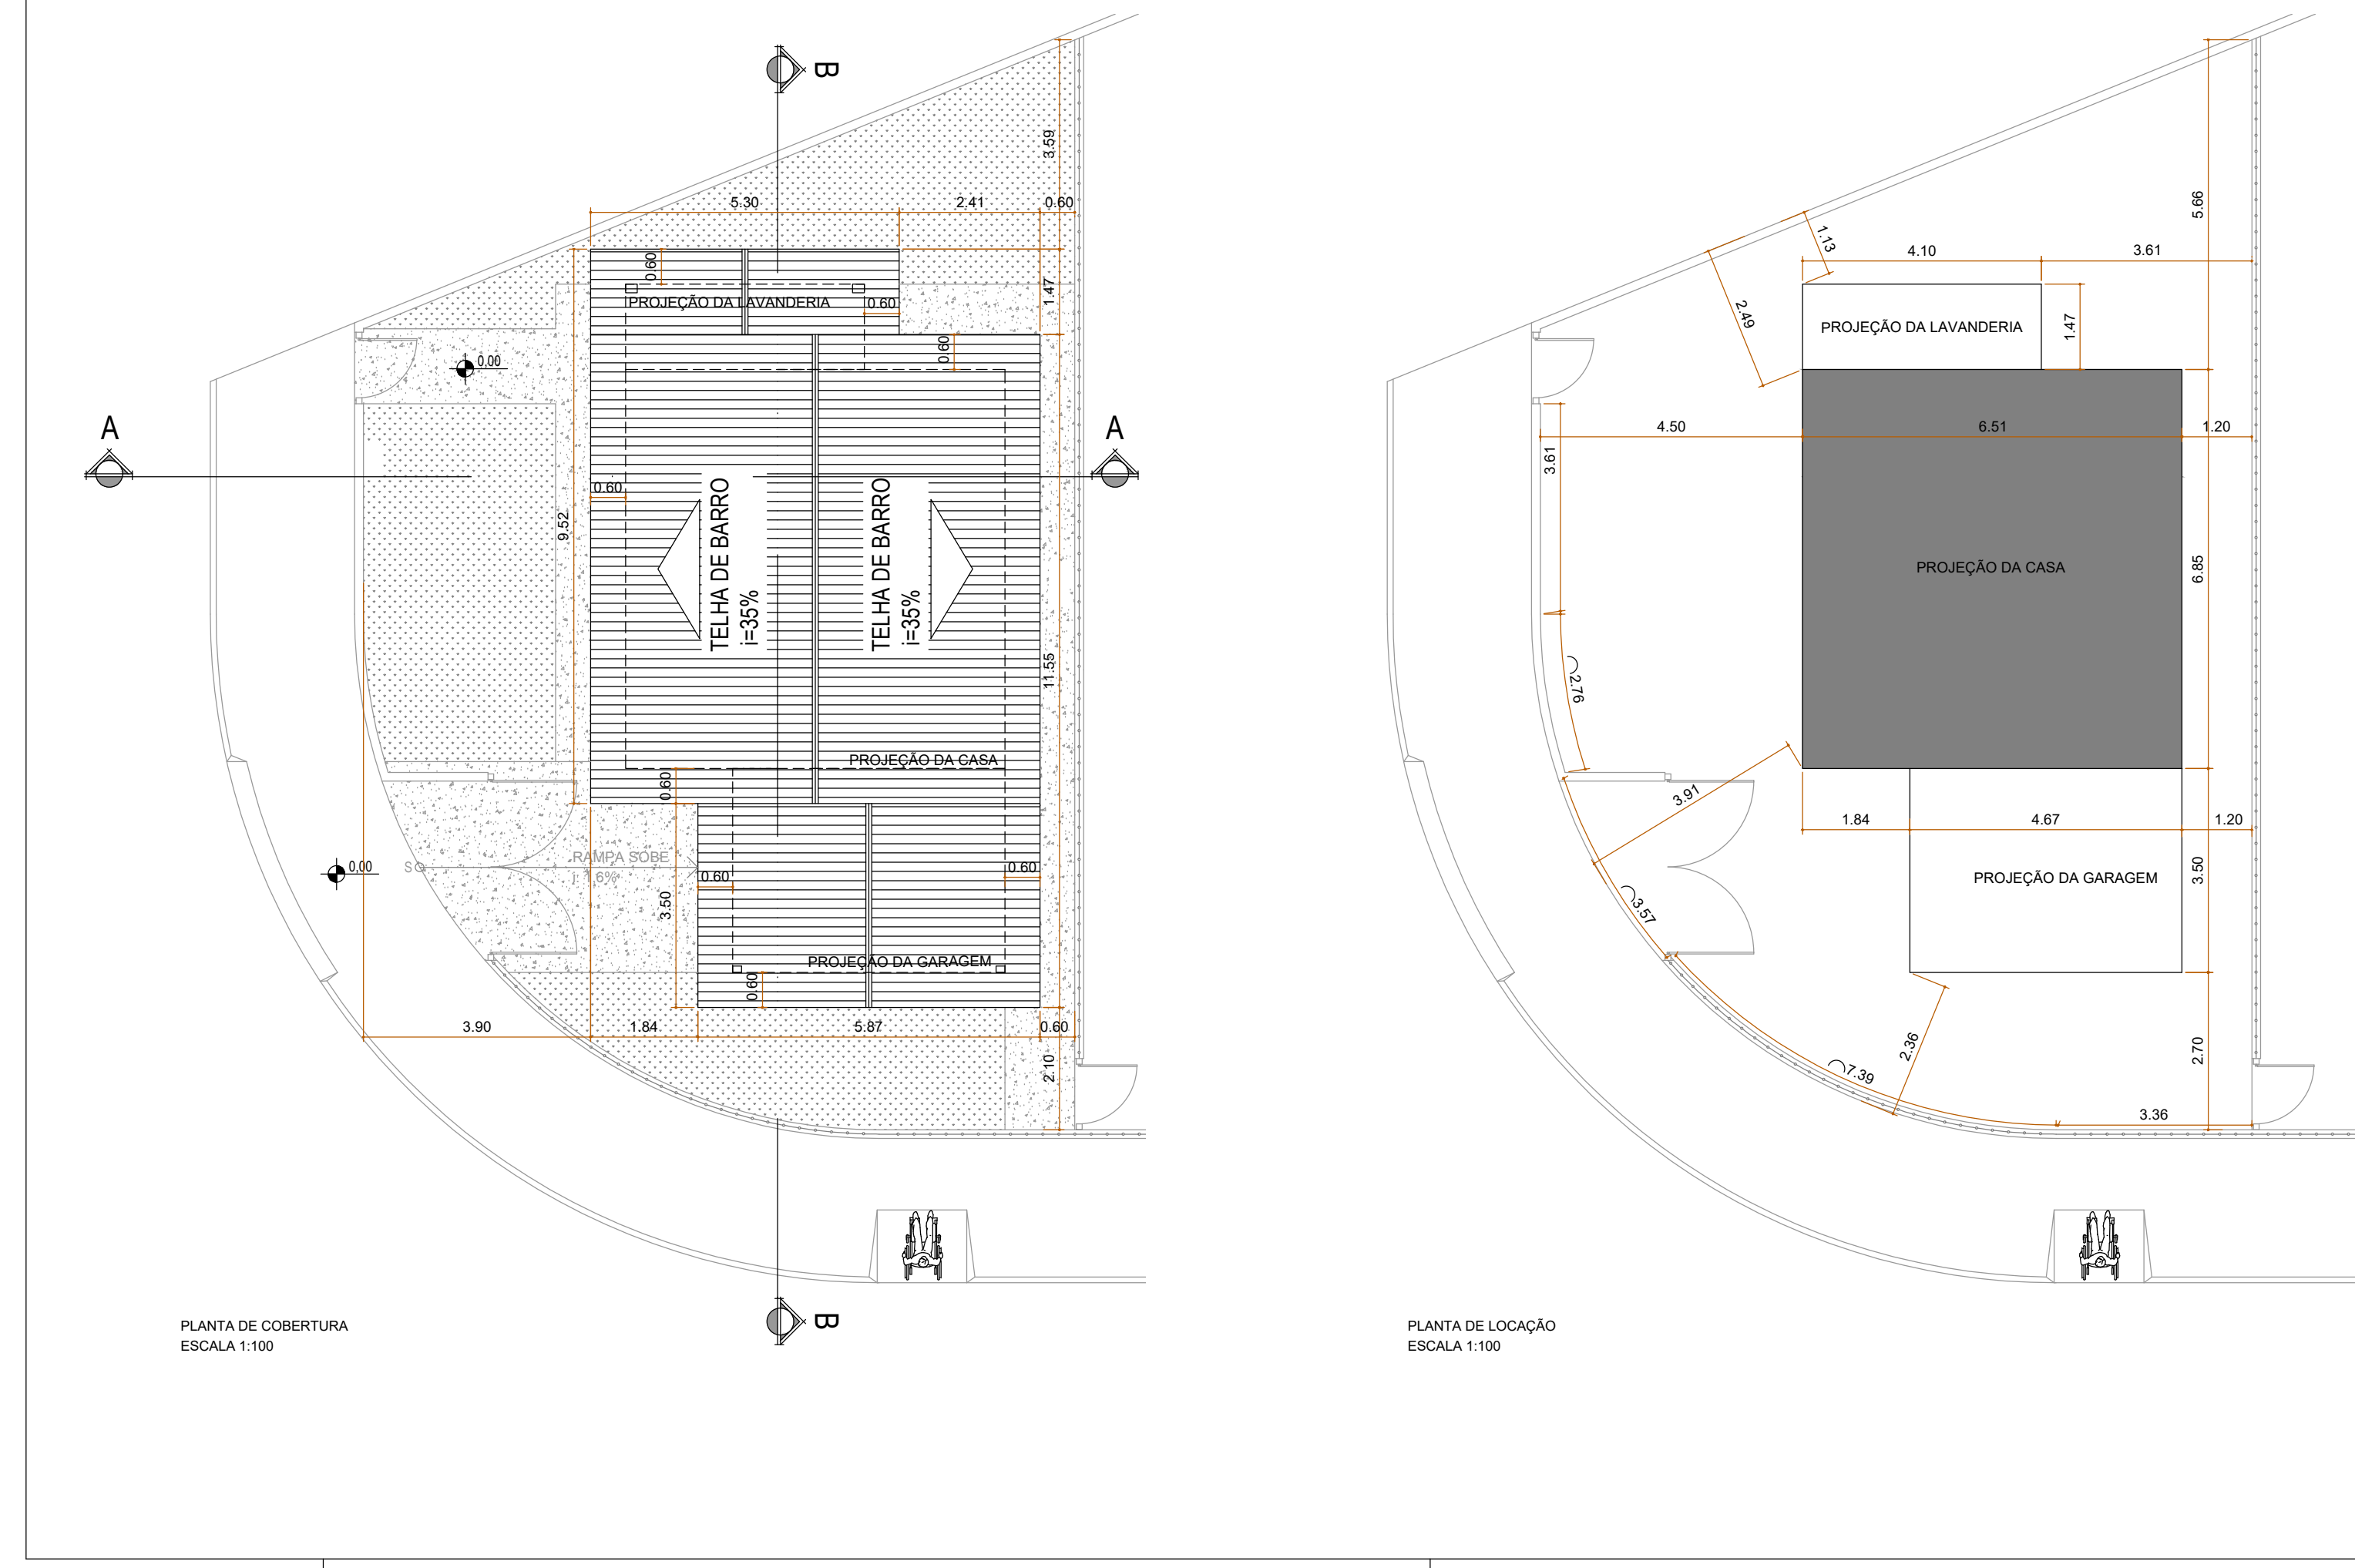 B
3.59
5.30
2.41
0.60
0.60
PROJEÇÃO DA LAVANDERIA
0.60
1.47
0.60
0,00
A
A
0.60
9.52
TELHA DE BARRO
i=35%
TELHA DE BARRO
i=35%
11.55
PROJEÇÃO DA CASA
0.60
RAMPA SOBE
i: 1,6%
S
0,00
0.60
0.60
3.50
PROJEÇÃO DA GARAGEM
0.60
3.90
1.84
5.87
0.60
2.10
B
PLANTA DE COBERTURA
ESCALA 1:100
5.66
1.13
4.10
3.61
2.49
PROJEÇÃO DA LAVANDERIA
1.47
4.50
6.51
1.20
3.61
PROJEÇÃO DA CASA
6.85
2.76
3.91
1.84
4.67
1.20
PROJEÇÃO DA GARAGEM
3.50
3.57
2.36
2.70
7.39
3.36
PLANTA DE LOCAÇÃO
ESCALA 1:100